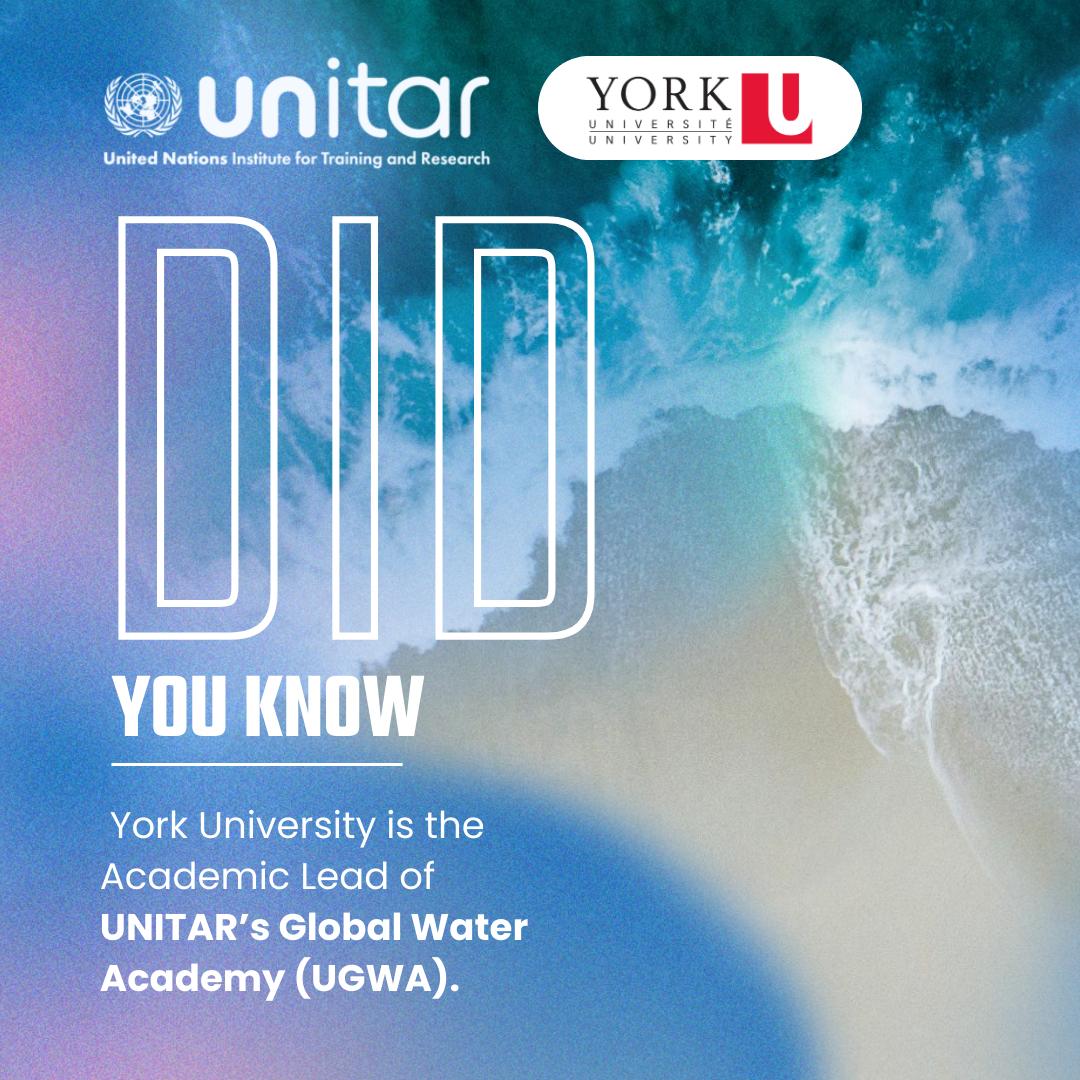 unitar
United Nations Institute for Training and Research
YORK
UNIVERSITÉ
UNIVERSITY
U
DID
YOU KNOW
York University is the
Academic Lead of
UNITAR’s Global Water
Academy (UGWA).